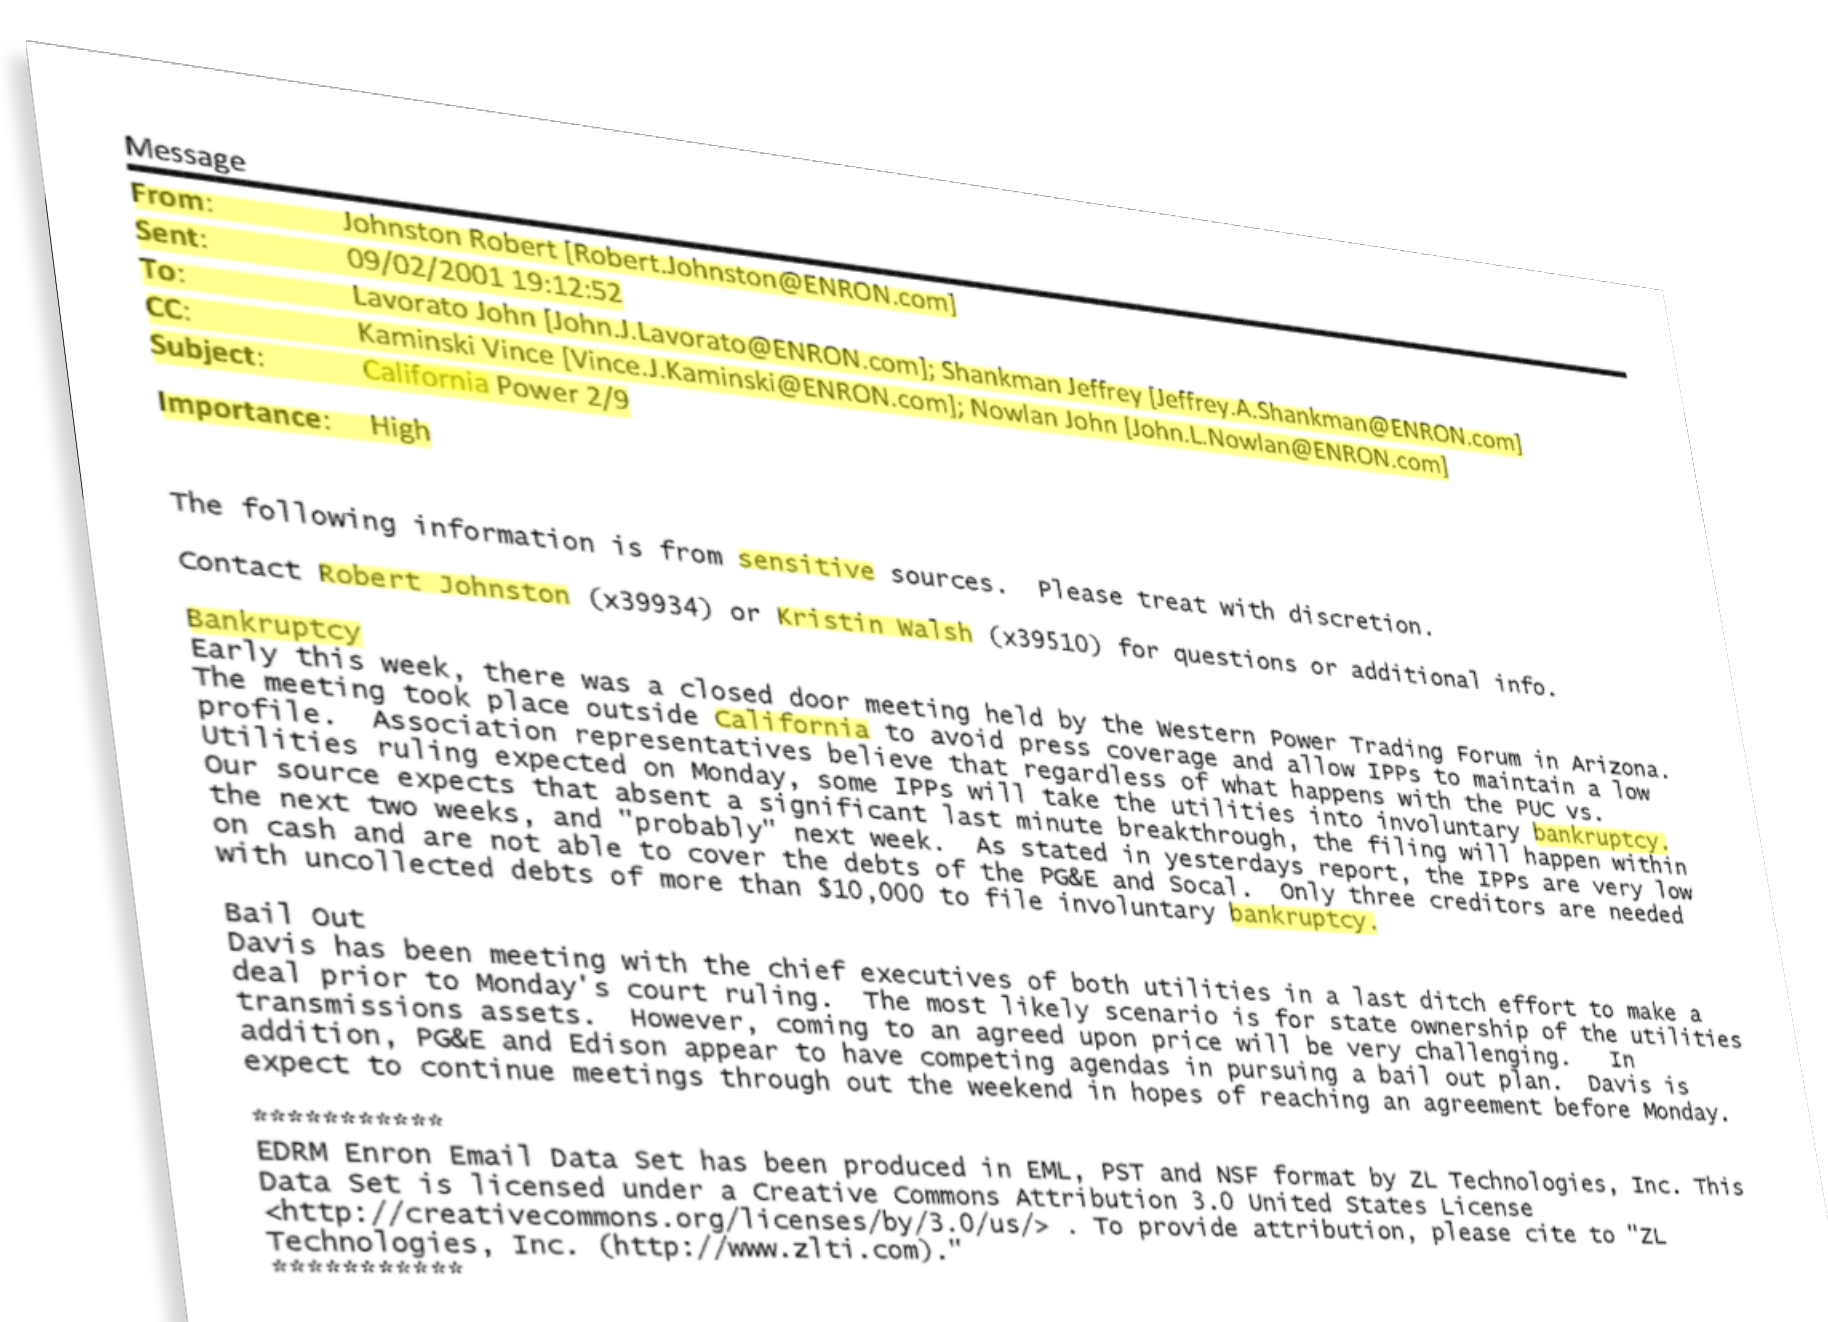 Message
From: Johnston Robert [Robert.Johnston@ENRON.com]
Sent: 09/02/2001 19:12:52
To: Lavorato John [John.J.Lavorato@ENRON.com]; Shankman Jeffrey [Jeffrey.A.Shankman@ENRON.com]
CC: Kaminski Vince [Vince.J.Kaminski@ENRON.com]; Nowlan John [John.L.Nowlan@ENRON.com]
Subject: California Power 2/9
Importance: High
The following information is from sensitive sources.  Please treat with discretion.
Contact Robert Johnston (x39934) or Kristin Walsh (x39510) for questions or additional info.
Bankruptcy
Early this week, there was a closed door meeting held by the Western Power Trading Forum in Arizona.
The meeting took place outside California to avoid press coverage and allow IPPs to maintain a low
profile.  Association representatives believe that regardless of what happens with the PUC vs.
Utilities ruling expected on Monday, some IPPs will take the utilities into involuntary bankruptcy.
Our source expects that absent a significant last minute breakthrough, the filing will happen within
the next two weeks, and "probably" next week.  As stated in yesterdays report, the IPPs are very low
on cash and are not able to cover the debts of the PG&E and Socal.  Only three creditors are needed
with uncollected debts of more than $10,000 to file involuntary bankruptcy.
Bail Out
Davis has been meeting with the chief executives of both utilities in a last ditch effort to make a
deal prior to Monday's court ruling.  The most likely scenario is for state ownership of the utilities
transmissions assets.  However, coming to an agreed upon price will be very challenging.  In
addition, PG&E and Edison appear to have competing agendas in pursuing a bail out plan.  Davis is
expect to continue meetings through out the weekend in hopes of reaching an agreement before Monday.
***********
EDRM Enron Email Data Set has been produced in EML, PST and NSF format by ZL Technologies, Inc. This
Data Set is licensed under a Creative Commons Attribution 3.0 United States License
<http://creativecommons.org/licenses/by/3.0/us/> . To provide attribution, please cite to "ZL
Technologies, Inc. (http://www.zlti.com)."
***********